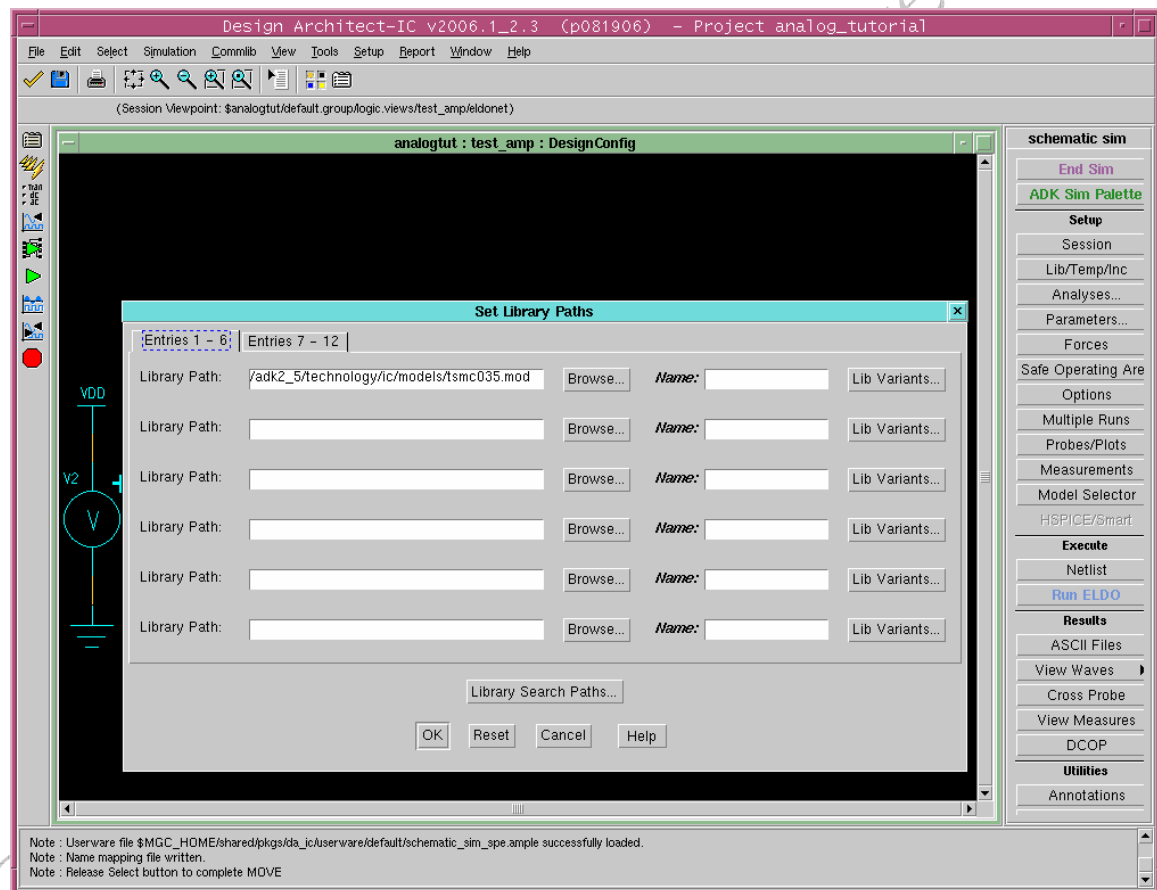 Design Architect-IC v2006.1_2.3 (p081906) - Project analog_tutorial
File Edit Select Simulation Commlib View Tools Setup Report Window Help
(Session Viewpoint: $analogtut/default.group/logic.views/test_amp/eldonet)
analogtut : test_amp : DesignConfig
Tran
DC
AC
VDD
V2
V
Set Library Paths
Entries 1 - 6 Entries 7 - 12
Library Path: /adk2_5/technology/ic/models/tsmc035.mod Browse... Name: Lib Variants...
Library Path: Browse... Name: Lib Variants...
Library Path: Browse... Name: Lib Variants...
Library Path: Browse... Name: Lib Variants...
Library Path: Browse... Name: Lib Variants...
Library Path: Browse... Name: Lib Variants...
Library Search Paths...
OK Reset Cancel Help
schematic sim
End Sim
ADK Sim Palette
Setup
Session
Lib/Temp/Inc
Analyses...
Parameters...
Forces
Safe Operating Are
Options
Multiple Runs
Probes/Plots
Measurements
Model Selector
HSPICE/Smart
Execute
Netlist
Run ELDO
Results
ASCII Files
View Waves
Cross Probe
View Measures
DCOP
Utilities
Annotations
Note : Userware file $MGC_HOME/shared/pkgs/da_ic/userware/default/schematic_sim_spe.ample successfully loaded.
Note : Name mapping file written.
Note : Release Select button to complete MOVE